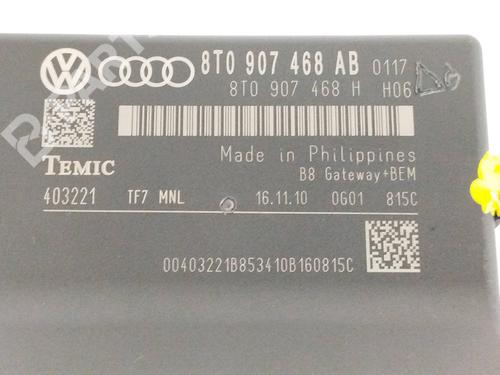 8T0 907 468 AB 0117
8T0 907 468 H H06
TEMIC
Made in Philippines
B8 Gateway+BEM
403221 TF7 MNL 16.11.10 0G01 815C
00403221B853410B160815C